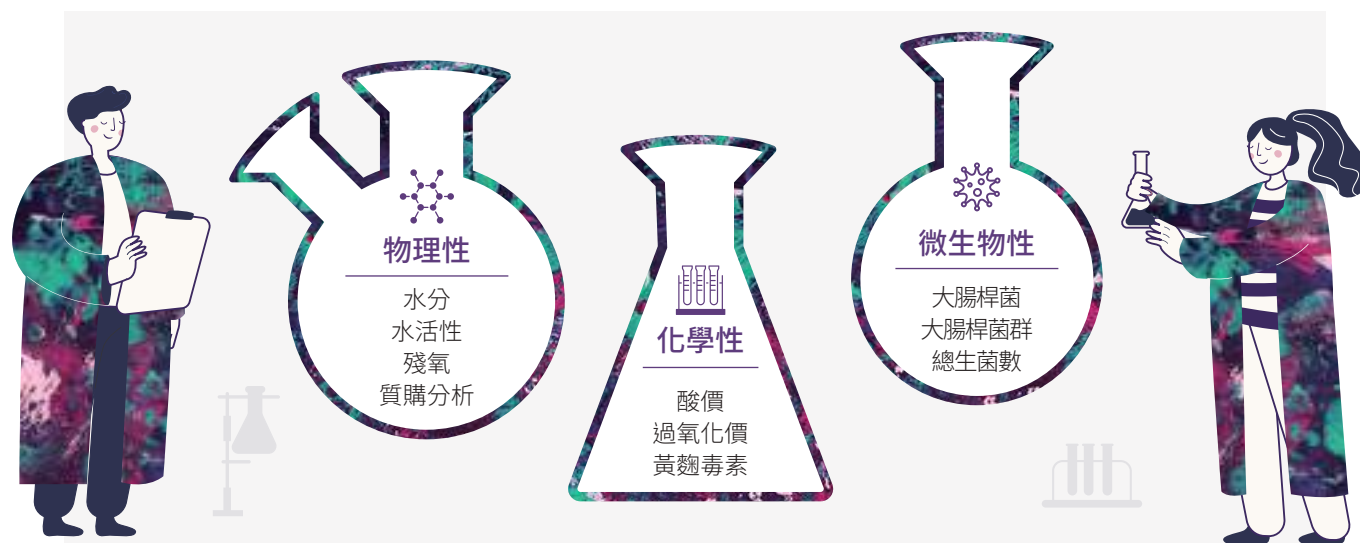 物理性
水分
水活性
殘氧
質購分析
化學性
酸價
過氧化價
黃麴毒素
微生物性
大腸桿菌
大腸桿菌群
總生菌數